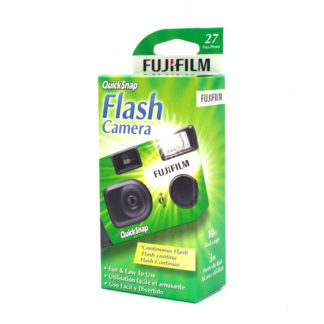 27
FUJIFILM
QuickSnap
Flash
Camera
FUJIFILM
FUJIFILM
QuickSnap
*Continuous Flash
Flash continue
Flash Continuo
• Fun & Easy To Use
• Utilisation facile et amusante
• Uso Fácil y Divertido